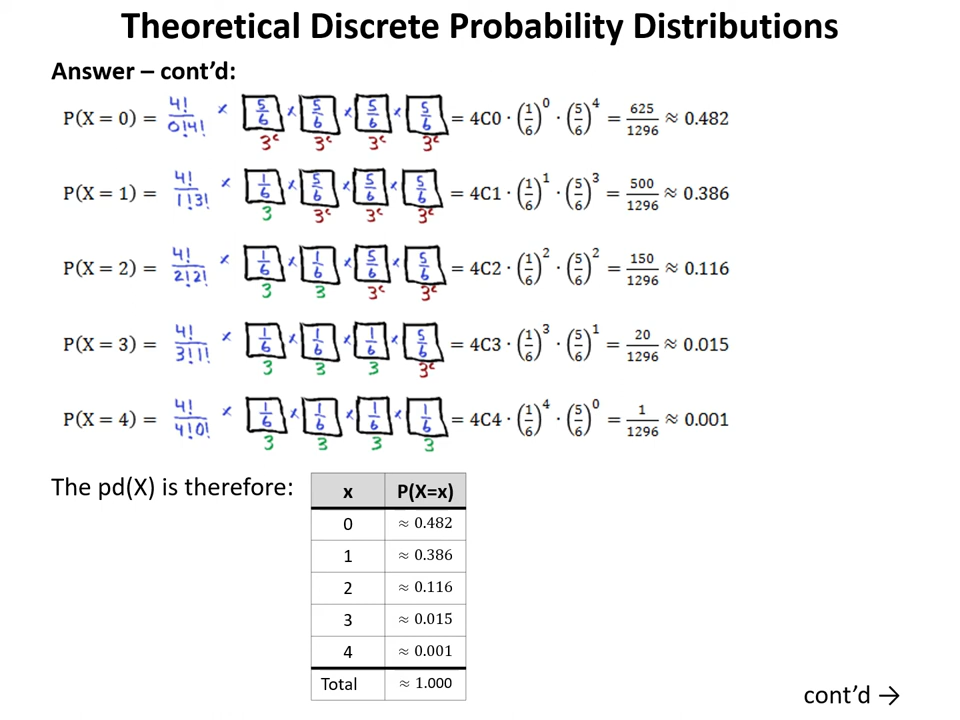 Theoretical Discrete Probability Distributions
Answer – cont’d:
P(X = 0) = 4!/0!4! × 5/6 × 5/6 × 5/6 × 5/6 = 4C0 · (1/6)^0 · (5/6)^4 = 625/1296 ≈ 0.482
3ᶜ 3ᶜ 3ᶜ 3ᶜ
P(X = 1) = 4!/1!3! × 1/6 × 5/6 × 5/6 × 5/6 = 4C1 · (1/6)^1 · (5/6)^3 = 500/1296 ≈ 0.386
3 3ᶜ 3ᶜ 3ᶜ
P(X = 2) = 4!/2!2! × 1/6 × 1/6 × 5/6 × 5/6 = 4C2 · (1/6)^2 · (5/6)^2 = 150/1296 ≈ 0.116
3 3 3ᶜ 3ᶜ
P(X = 3) = 4!/3!1! × 1/6 × 1/6 × 1/6 × 5/6 = 4C3 · (1/6)^3 · (5/6)^1 = 20/1296 ≈ 0.015
3 3 3 3ᶜ
P(X = 4) = 4!/4!0! × 1/6 × 1/6 × 1/6 × 1/6 = 4C4 · (1/6)^4 · (5/6)^0 = 1/1296 ≈ 0.001
3 3 3 3
The pd(X) is therefore:
x P(X=x)
0 ≈ 0.482
1 ≈ 0.386
2 ≈ 0.116
3 ≈ 0.015
4 ≈ 0.001
Total ≈ 1.000
cont’d →